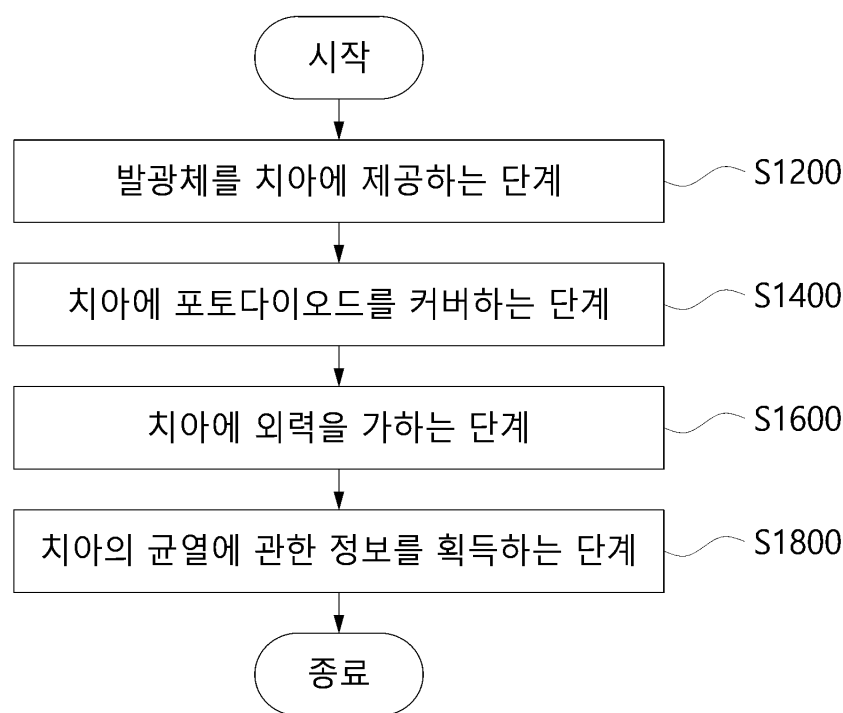 시작
발광체를 치아에 제공하는 단계
S1200
치아에 포토다이오드를 커버하는 단계
S1400
치아에 외력을 가하는 단계
S1600
치아의 균열에 관한 정보를 획득하는 단계
S1800
종료